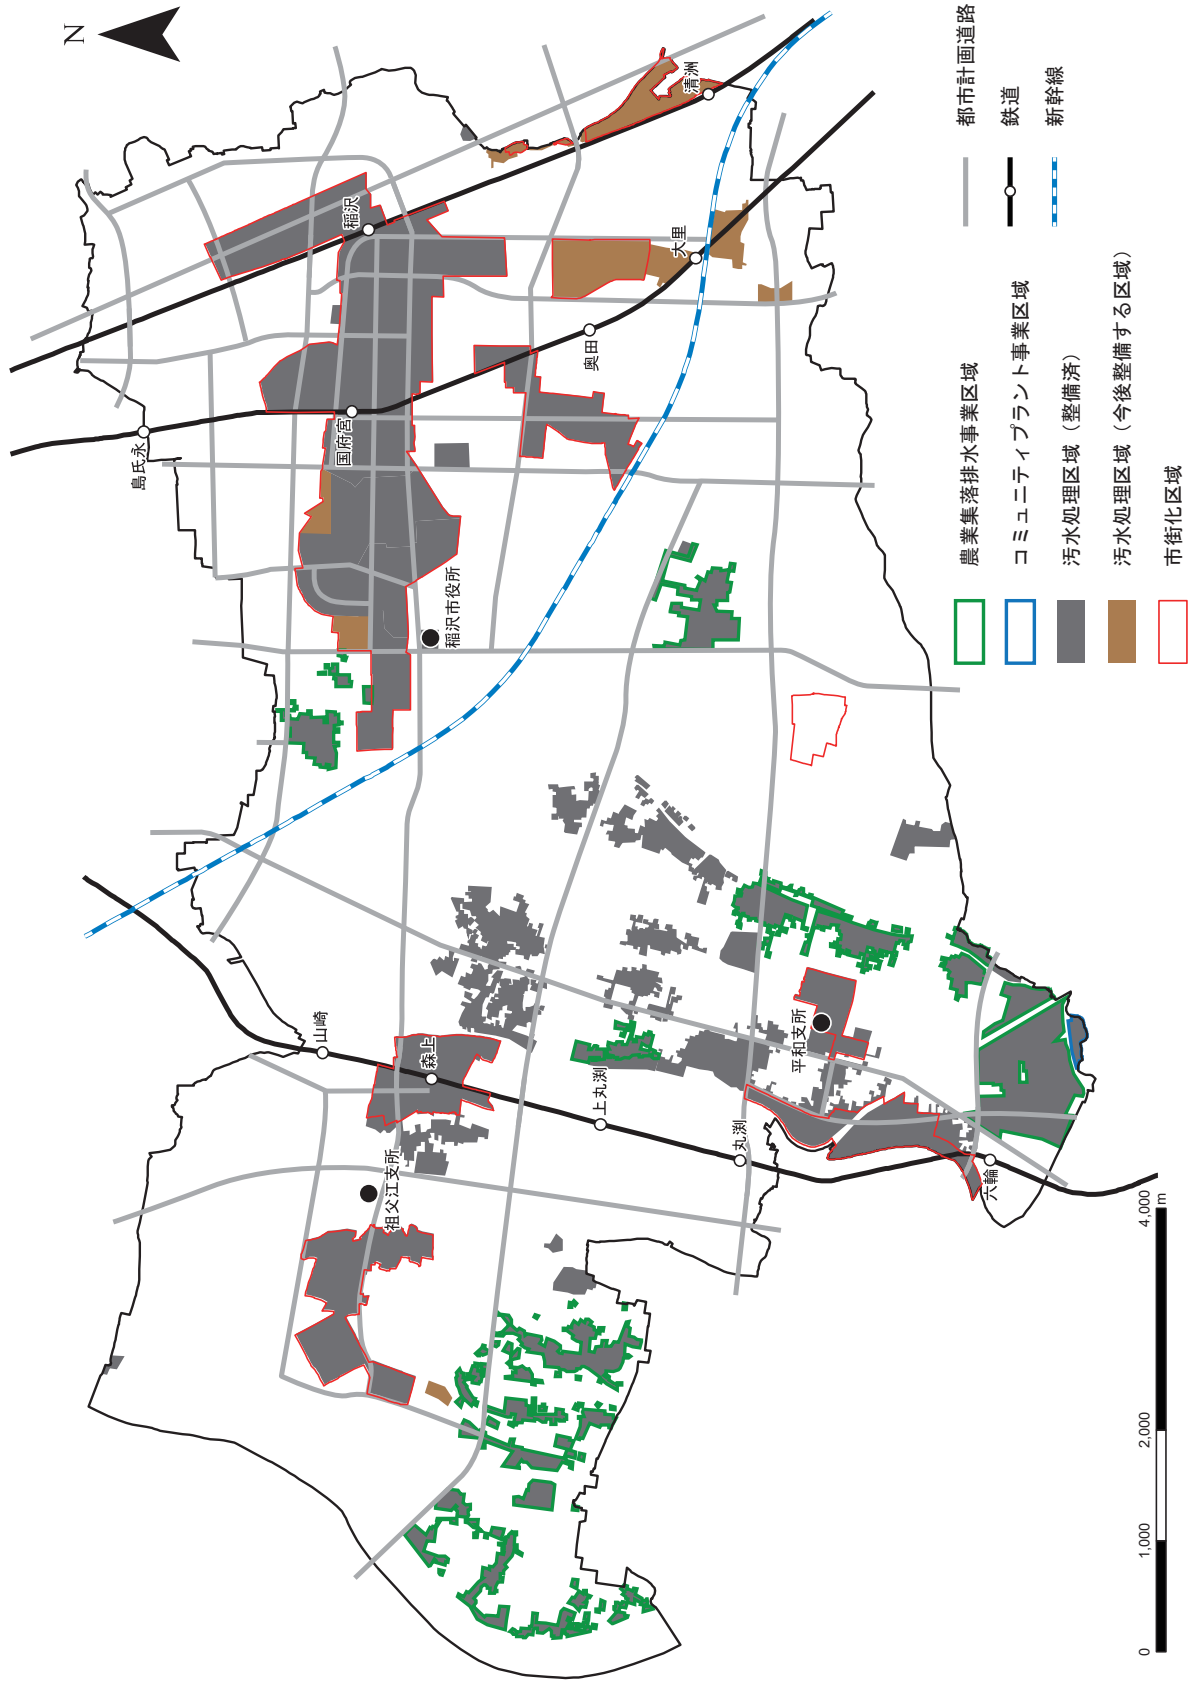 N
島氏永
国府宮
稲沢
清洲
大里
奥田
稲沢市役所
山崎
森上
上丸渕
丸渕
六輪
祖父江支所
平和支所
都市計画道路
鉄道
新幹線
農業集落排水事業区域
コミュニティプラント事業区域
汚水処理区域（整備済）
汚水処理区域（今後整備する区域）
市街化区域
0 1,000 2,000 4,000
m